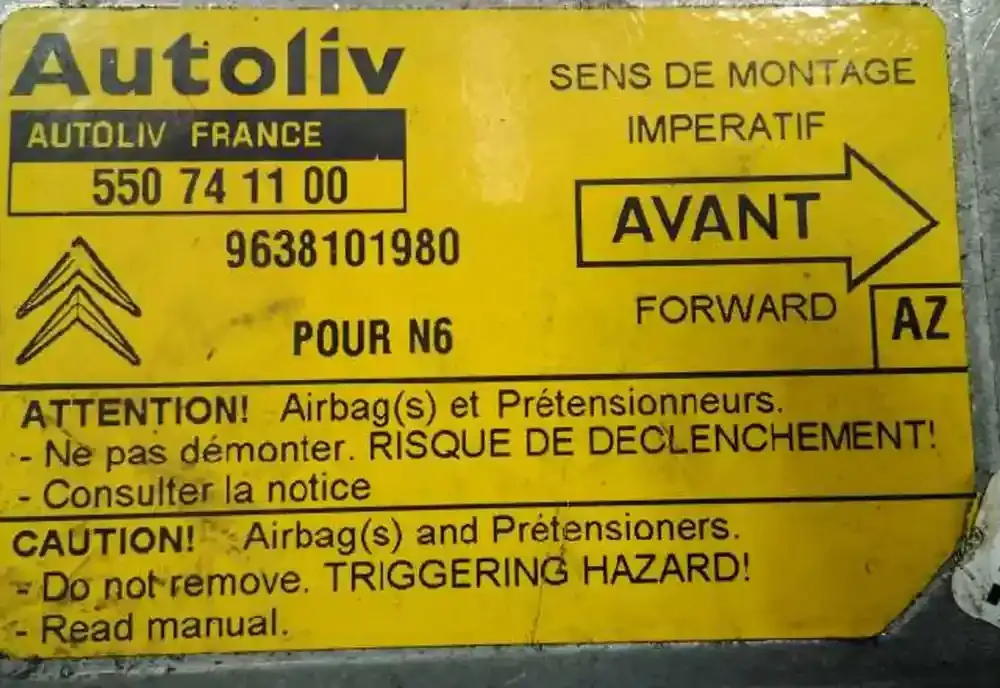 Autoliv
AUTOLIV FRANCE
550 74 11 00
9638101980
POUR N6
SENS DE MONTAGE
IMPERATIF
AVANT
FORWARD
AZ
ATTENTION! Airbag(s) et Prétensionneurs.
- Ne pas démonter. RISQUE DE DECLENCHEMENT!
- Consulter la notice
CAUTION! Airbag(s) and Prétensioners.
- Do not remove. TRIGGERING HAZARD!
- Read manual.